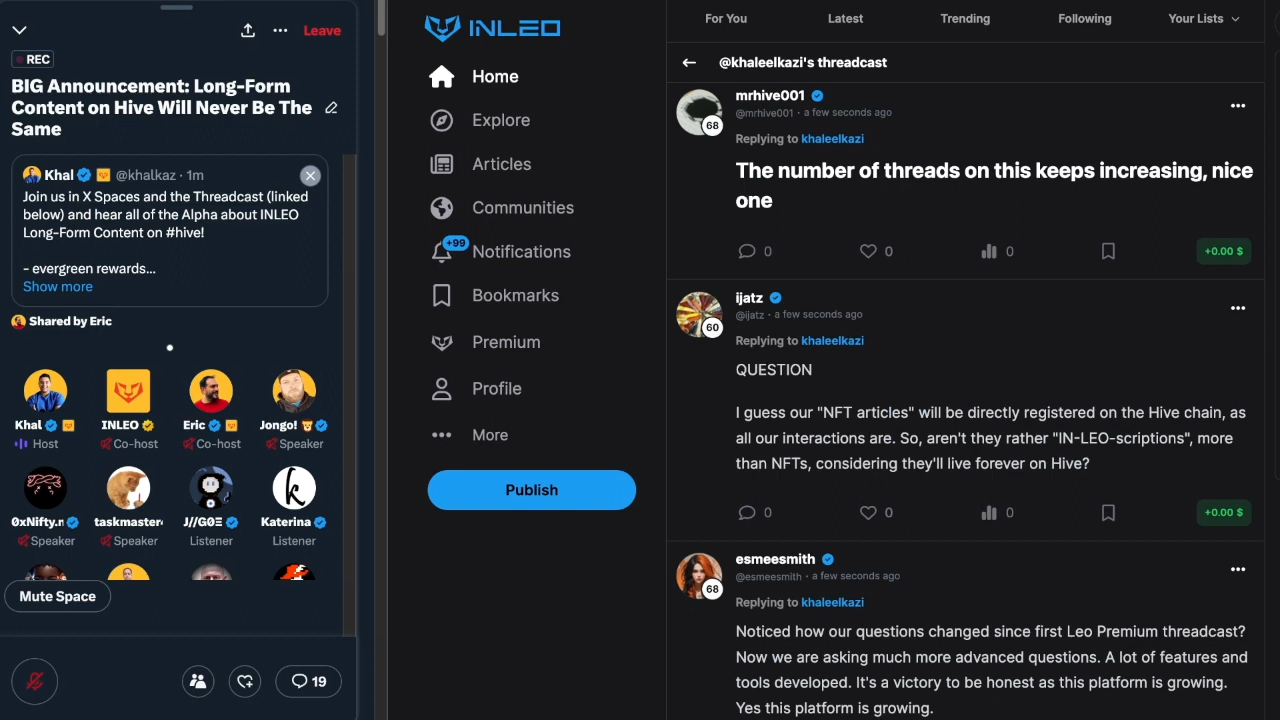 Leave
REC
BIG Announcement: Long-Form
Content on Hive Will Never Be The
Same
Khal @khalkaz · 1m
Join us in X Spaces and the Threadcast (linked
below) and hear all of the Alpha about INLEO
Long-Form Content on #hive!
- evergreen rewards...
Show more
Shared by Eric
Khal
INLEO
Eric
Jongo!
Host
Co-host
Co-host
Speaker
0xNifty.n
taskmaster
J//GΘΞ
Katerina
Speaker
Speaker
Listener
Listener
Mute Space
19
INLEO
Home
Explore
Articles
Communities
+99
Notifications
Bookmarks
Premium
Profile
More
Publish
For You
Latest
Trending
Following
Your Lists
@khaleelkazi's threadcast
mrhive001
@mrhive001 · a few seconds ago
68
Replying to khaleelkazi
The number of threads on this keeps increasing, nice
one
0
0
0
+0.00 $
ijatz
@ijatz · a few seconds ago
60
Replying to khaleelkazi
QUESTION
I guess our "NFT articles" will be directly registered on the Hive chain, as
all our interactions are. So, aren't they rather "IN-LEO-scriptions", more
than NFTs, considering they'll live forever on Hive?
0
0
0
+0.00 $
esmeesmith
@esmeesmith · a few seconds ago
68
Replying to khaleelkazi
Noticed how our questions changed since first Leo Premium threadcast?
Now we are asking much more advanced questions. A lot of features and
tools developed. It's a victory to be honest as this platform is growing.
Yes this platform is growing.